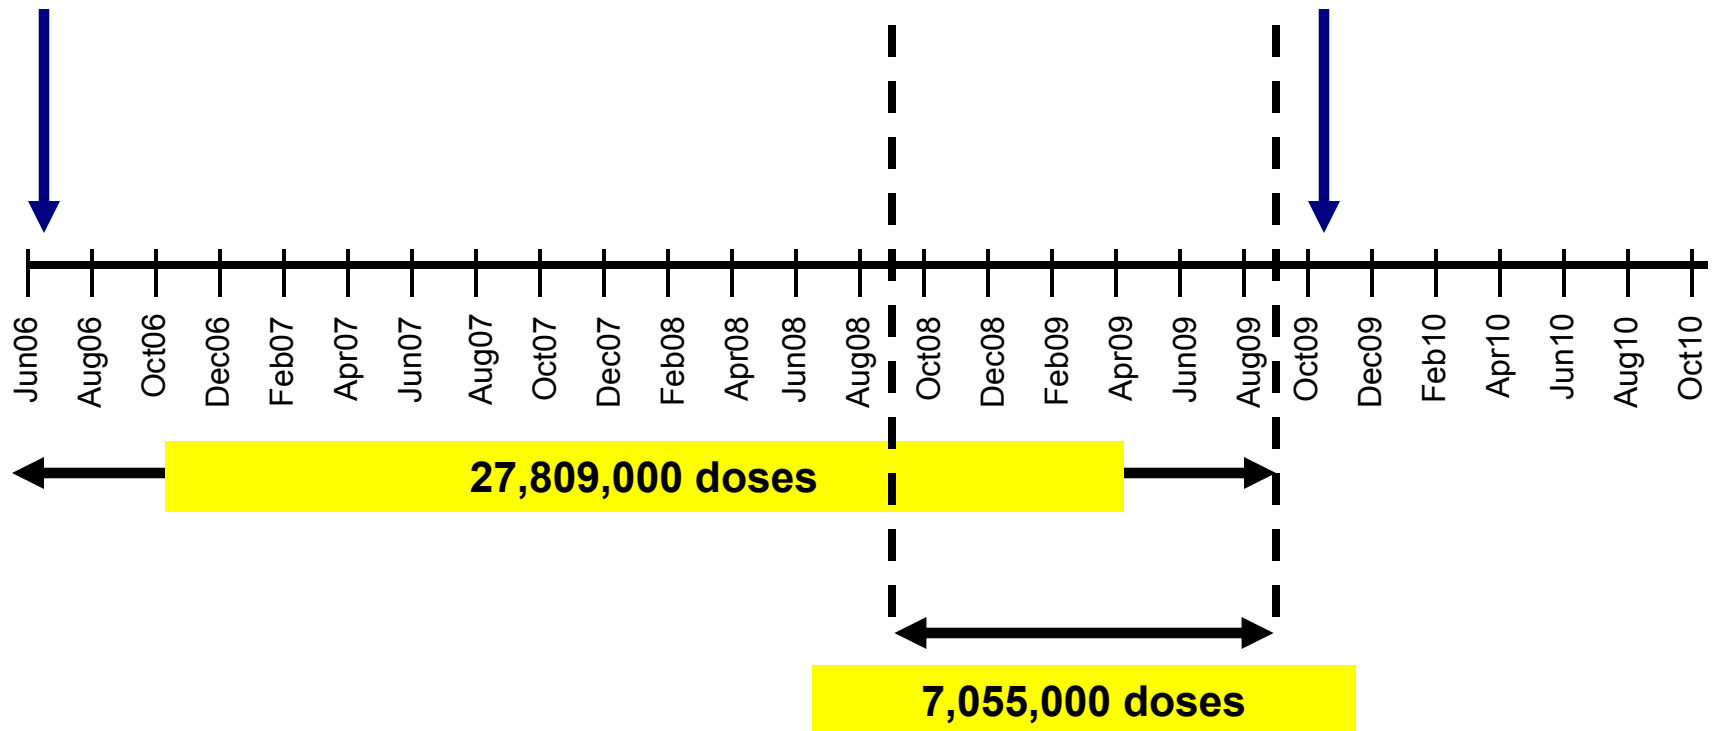 Jun06
Aug06
Oct06
Dec06
Feb07
Apr07
Jun07
Aug07
Oct07
Dec07
Feb08
Apr08
Jun08
Aug08
Oct08
Dec08
Feb09
Apr09
Jun09
Aug09
Oct09
Dec09
Feb10
Apr10
Jun10
Aug10
Oct10
27,809,000 doses
7,055,000 doses